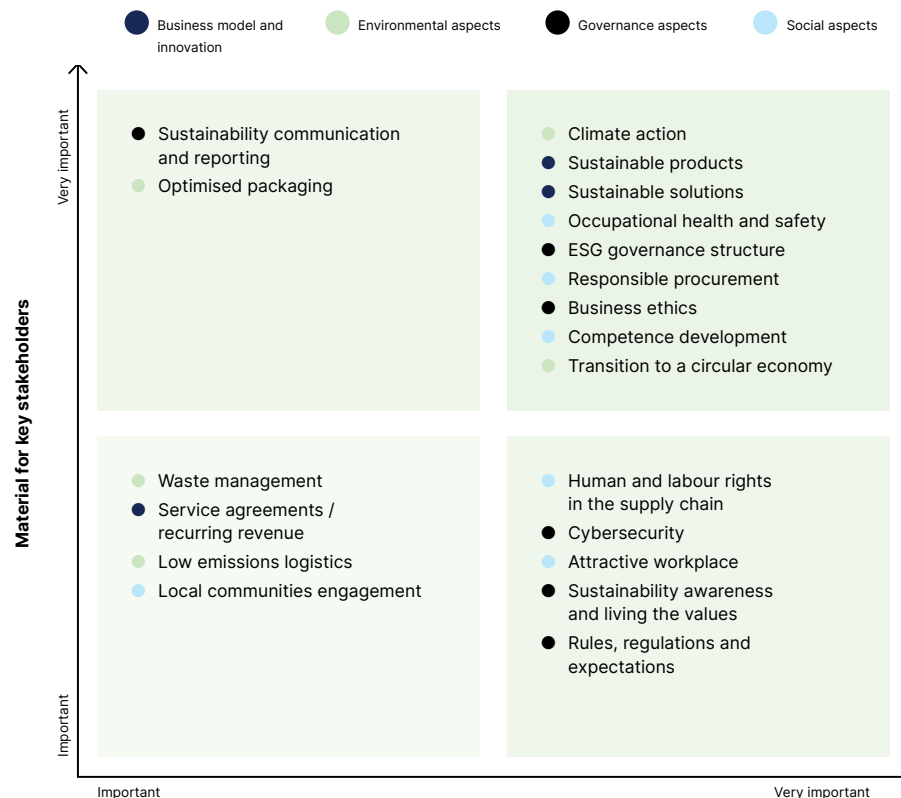 Business model and
innovation
Environmental aspects
Governance aspects
Social aspects
Very important
Material for key stakeholders
Important
Sustainability communication
and reporting
Optimised packaging
Climate action
Sustainable products
Sustainable solutions
Occupational health and safety
ESG governance structure
Responsible procurement
Business ethics
Competence development
Transition to a circular economy
Waste management
Service agreements /
recurring revenue
Low emissions logistics
Local communities engagement
Human and labour rights
in the supply chain
Cybersecurity
Attractive workplace
Sustainability awareness
and living the values
Rules, regulations and
expectations
Important
Very important